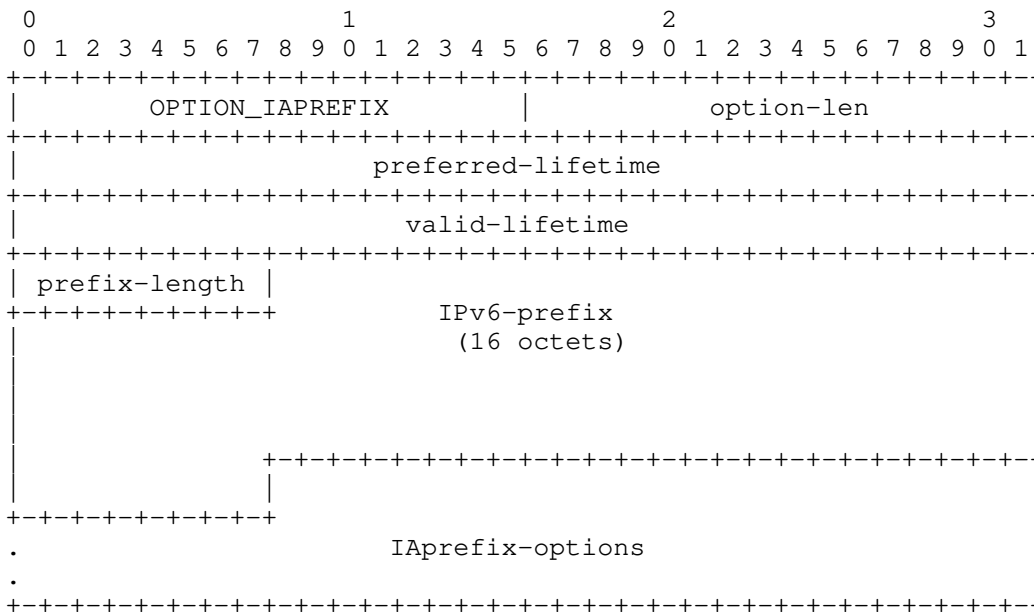 0                   1                   2                   3
0 1 2 3 4 5 6 7 8 9 0 1 2 3 4 5 6 7 8 9 0 1 2 3 4 5 6 7 8 9 0 1
+-+-+-+-+-+-+-+-+-+-+-+-+-+-+-+-+-+-+-+-+-+-+-+-+-+-+-+-+-+-+-+-
|        OPTION_IAPREFIX        |           option-len
+-+-+-+-+-+-+-+-+-+-+-+-+-+-+-+-+-+-+-+-+-+-+-+-+-+-+-+-+-+-+-+-
|                      preferred-lifetime
+-+-+-+-+-+-+-+-+-+-+-+-+-+-+-+-+-+-+-+-+-+-+-+-+-+-+-+-+-+-+-+-
|                        valid-lifetime
+-+-+-+-+-+-+-+-+-+-+-+-+-+-+-+-+-+-+-+-+-+-+-+-+-+-+-+-+-+-+-+-
| prefix-length |
+-+-+-+-+-+-+-+-+          IPv6-prefix
|                           (16 octets)
|
|
|
|               +-+-+-+-+-+-+-+-+-+-+-+-+-+-+-+-+-+-+-+-+-+-+-+-
|               |
+-+-+-+-+-+-+-+-+
.                       IAprefix-options
.
+-+-+-+-+-+-+-+-+-+-+-+-+-+-+-+-+-+-+-+-+-+-+-+-+-+-+-+-+-+-+-+-